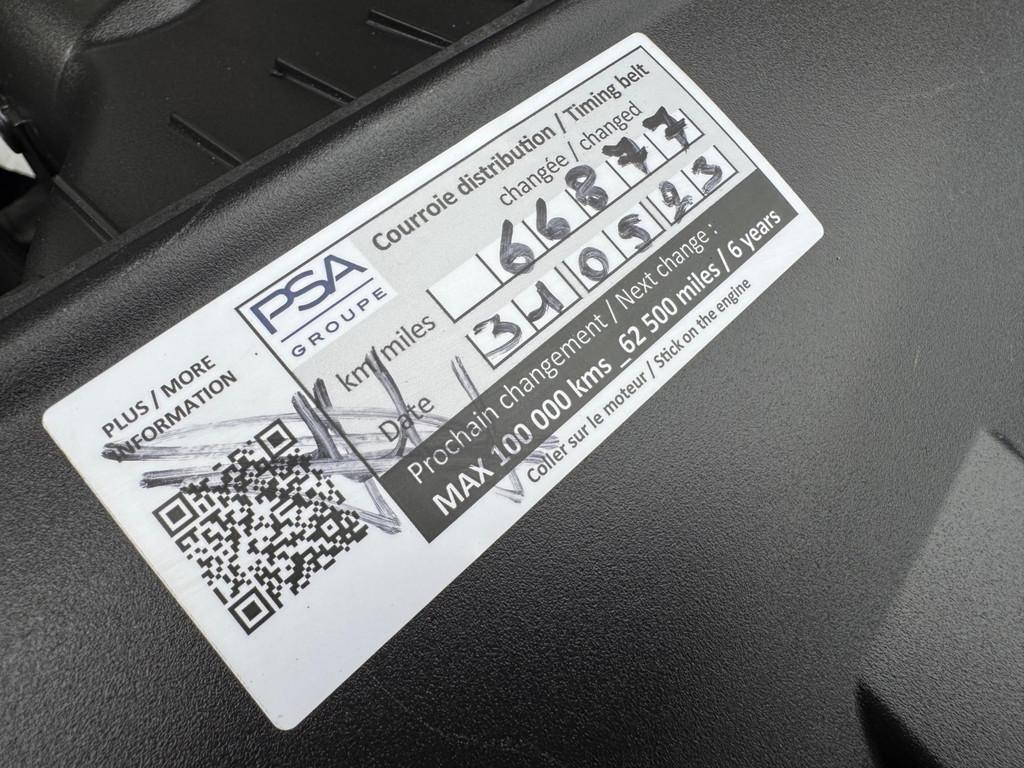 PSA
GROUPE
Courroie distribution / Timing belt
changée / changed
km/miles 66877
Date 310523
Prochain changement / Next change :
MAX 100 000 kms _62 500 miles / 6 years
Coller sur le moteur / Stick on the engine
PLUS / MORE
INFORMATION